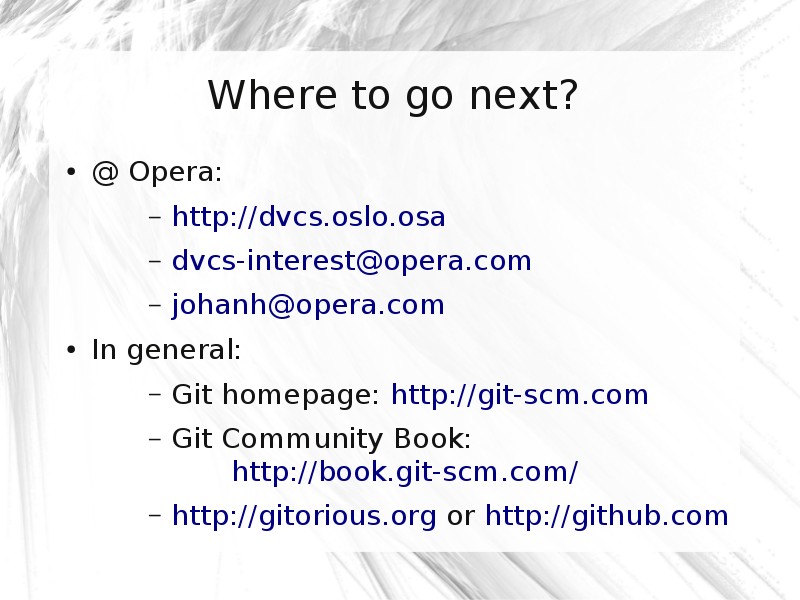 Where to go next?
• @ Opera:
– http://dvcs.oslo.osa
– dvcs-interest@opera.com
– johanh@opera.com
• In general:
– Git homepage: http://git-scm.com
– Git Community Book:
http://book.git-scm.com/
– http://gitorious.org or http://github.com